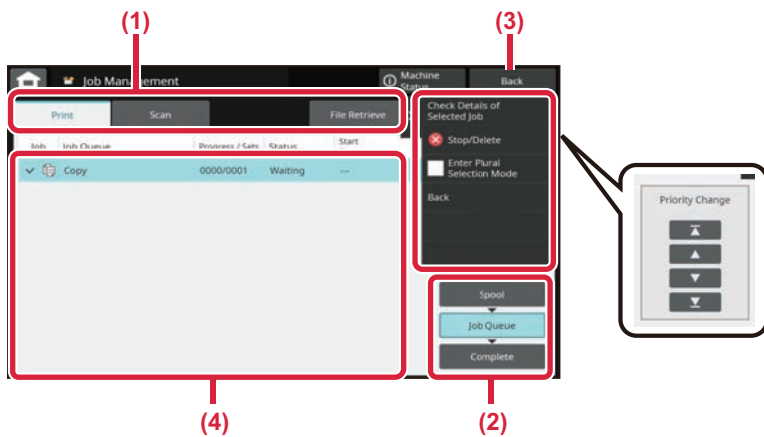 (1)
(3)
Job Management
Machine
Status
Back
Print
Scan
File Retrieve
Check Details of
Selected Job
Stop/Delete
Enter Plural
Selection Mode
Back
Job
Job Queue
Progress / Sets
Status
Start
Copy
0000/0001
Waiting
---
Priority Change
Spool
Job Queue
Complete
(4)
(2)